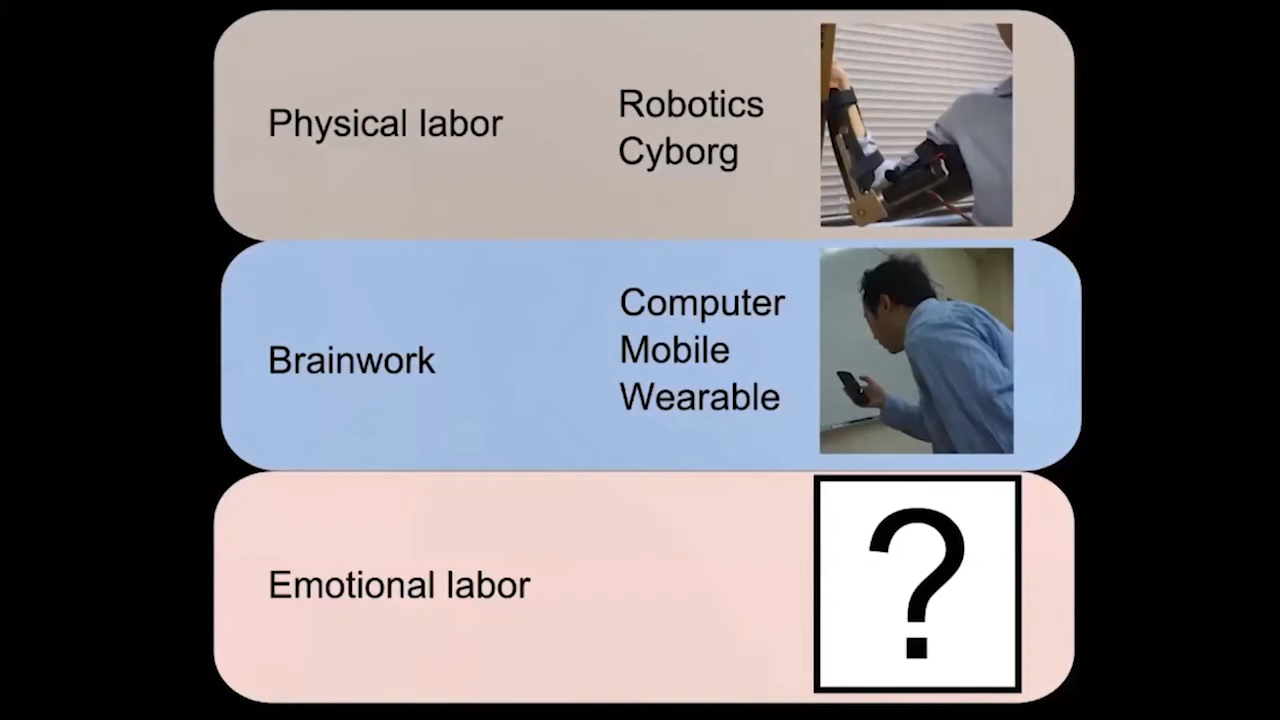 Physical labor
Robotics
Cyborg
Brainwork
Computer
Mobile
Wearable
Emotional labor
?